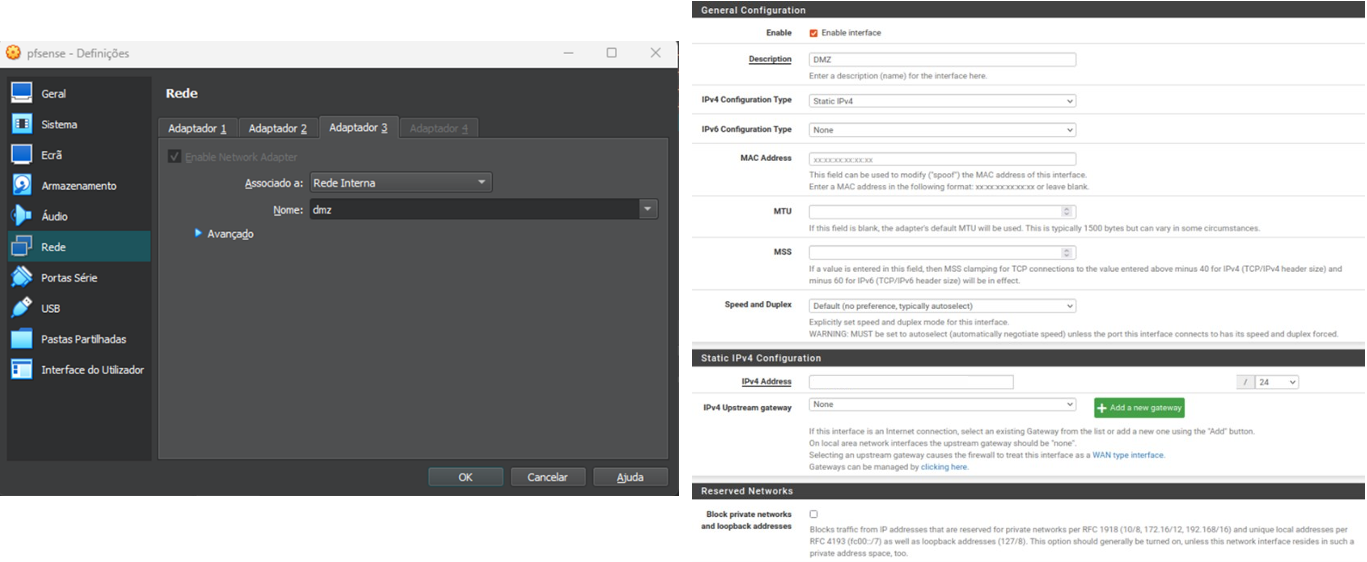 pfsense - Definições
Geral
Sistema
Ecrã
Armazenamento
Áudio
Rede
Portas Série
USB
Pastas Partilhadas
Interface do Utilizador
Rede
Adaptador 1 Adaptador 2 Adaptador 3 Adaptador 4
Enable Network Adapter
Associado a: Rede Interna
Nome: dmz
Avançado
OK Cancelar Ajuda
General Configuration
Enable Enable interface
Description DMZ
Enter a description (name) for the interface here.
IPv4 Configuration Type Static IPv4
IPv6 Configuration Type None
MAC Address xx:xx:xx:xx:xx:xx
This field can be used to modify ("spoof") the MAC address of this interface.
Enter a MAC address in the following format: xx:xx:xx:xx:xx:xx or leave blank.
MTU
If this field is blank, the adapter's default MTU will be used. This is typically 1500 bytes but can vary in some circumstances.
MSS
If a value is entered in this field, then MSS clamping for TCP connections to the value entered above minus 40 for IPv4 (TCP/IPv4 header size) and
minus 60 for IPv6 (TCP/IPv6 header size) will be in effect.
Speed and Duplex Default (no preference, typically autoselect)
Explicitly set speed and duplex mode for this interface.
WARNING: MUST be set to autoselect (automatically negotiate speed) unless the port this interface connects to has its speed and duplex forced.
Static IPv4 Configuration
IPv4 Address / 24
IPv4 Upstream gateway None Add a new gateway
If this interface is an Internet connection, select an existing Gateway from the list or add a new one using the "Add" button.
On local area network interfaces the upstream gateway should be "none".
Selecting an upstream gateway causes the firewall to treat this interface as a WAN type interface.
Gateways can be managed by clicking here.
Reserved Networks
Block private networks
and loopback addresses
Blocks traffic from IP addresses that are reserved for private networks per RFC 1918 (10/8, 172.16/12, 192.168/16) and unique local addresses per
RFC 4193 (fc00::/7) as well as loopback addresses (127/8). This option should generally be turned on, unless this network interface resides in such a
private address space, too.